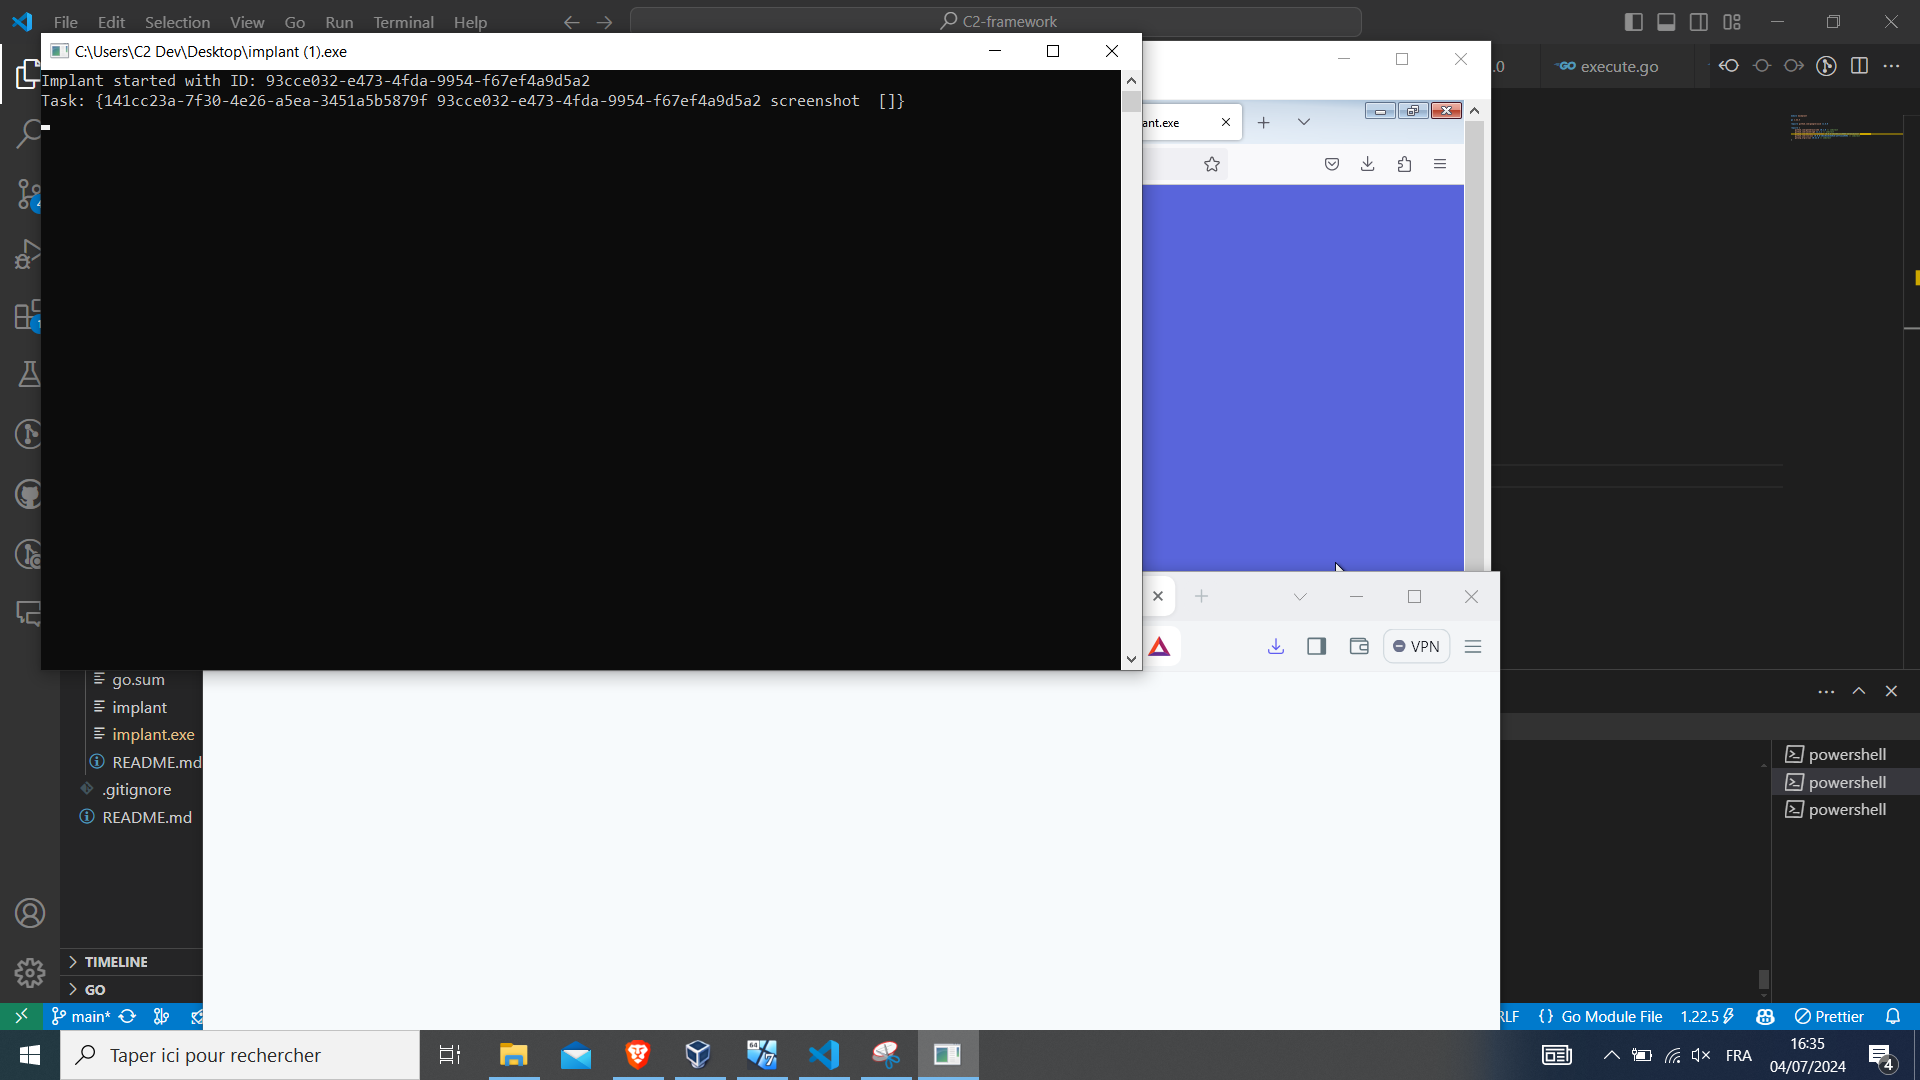 File Edit Selection View Go Run Terminal Help
C2-framework
C:\Users\C2 Dev\Desktop\implant (1).exe
Implant started with ID: 93cce032-e473-4fda-9954-f67ef4a9d5a2
Task: {141cc23a-7f30-4e26-a5ea-3451a5b5879f 93cce032-e473-4fda-9954-f67ef4a9d5a2 screenshot []}
.0
execute.go
ant.exe
VPN
go.sum
implant
implant.exe
README.md
.gitignore
README.md
powershell
powershell
powershell
TIMELINE
GO
main*
RLF
{ } Go Module File
1.22.5
Prettier
Taper ici pour rechercher
64
7
FRA
16:35
04/07/2024
4